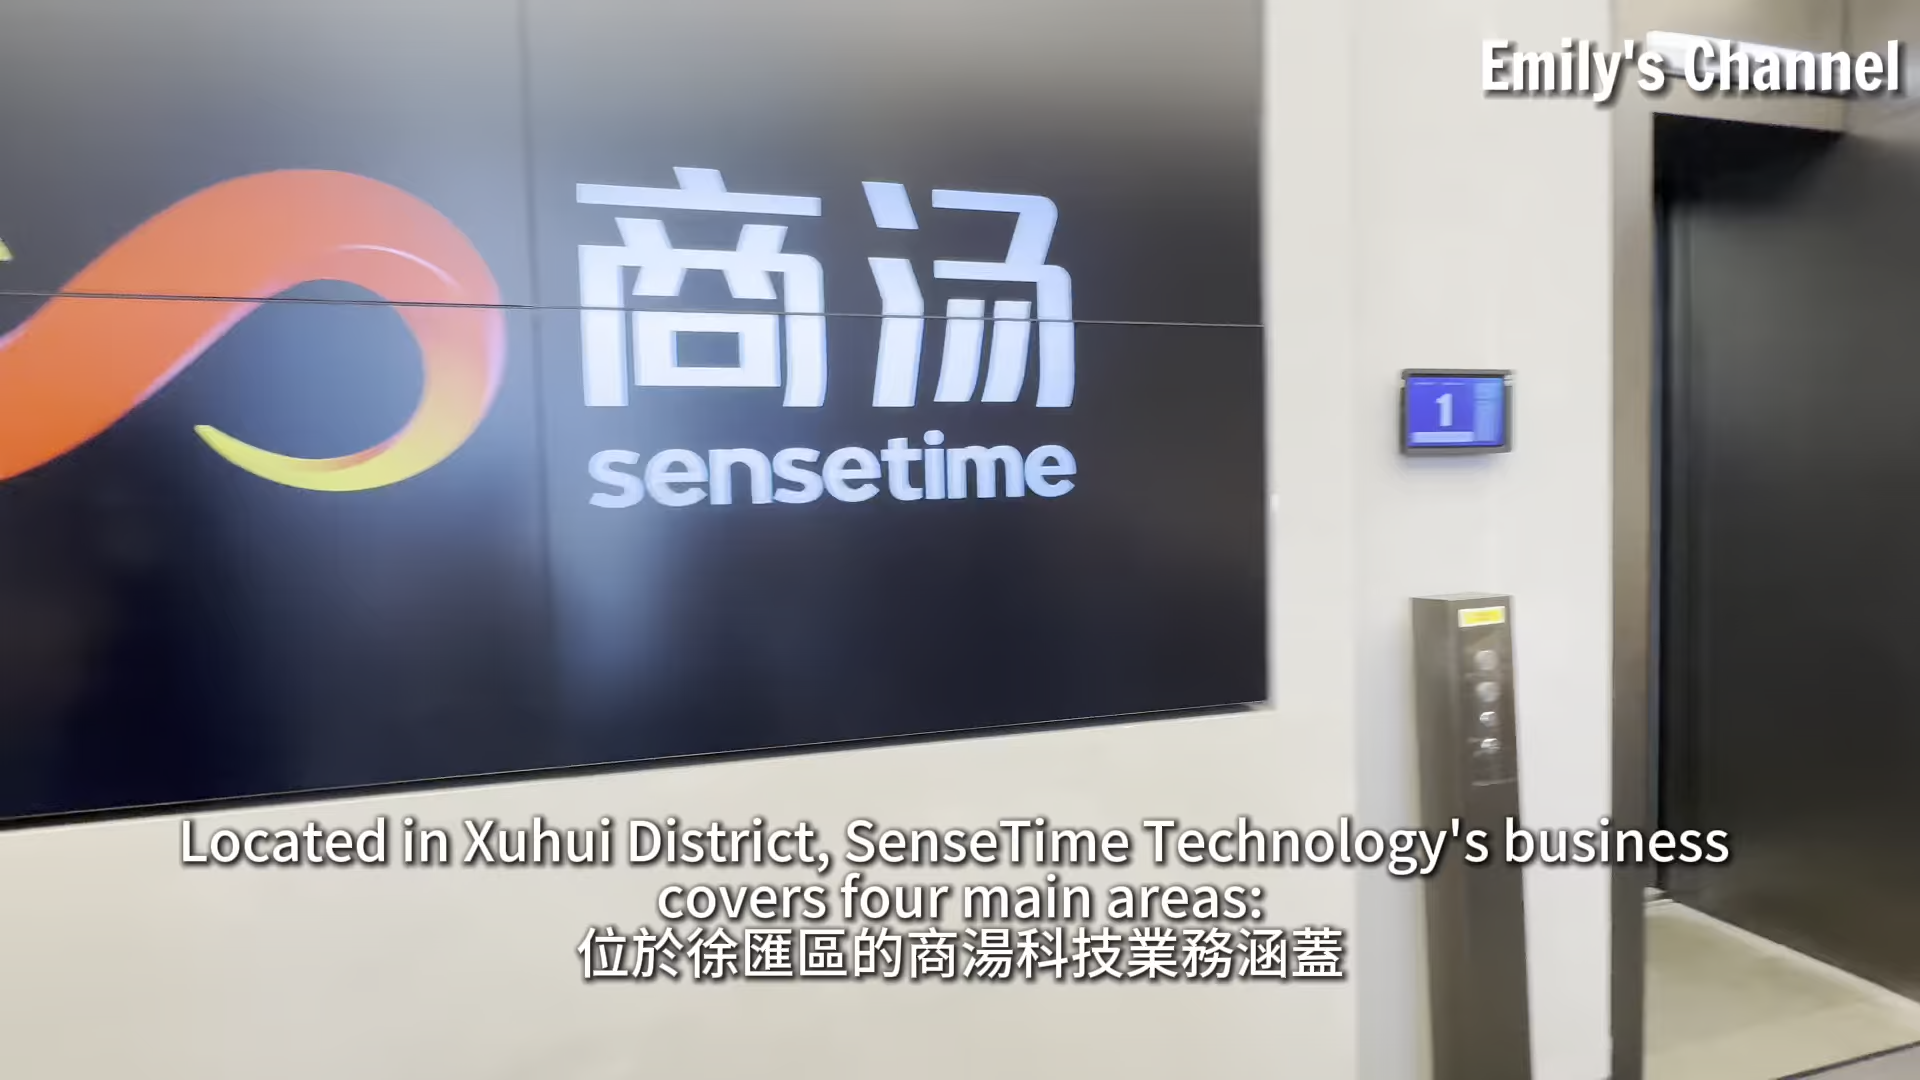 Emily's Channel
商汤
sensetime
1
Located in Xuhui District, SenseTime Technology's business
covers four main areas:
位於徐匯區的商湯科技業務涵蓋